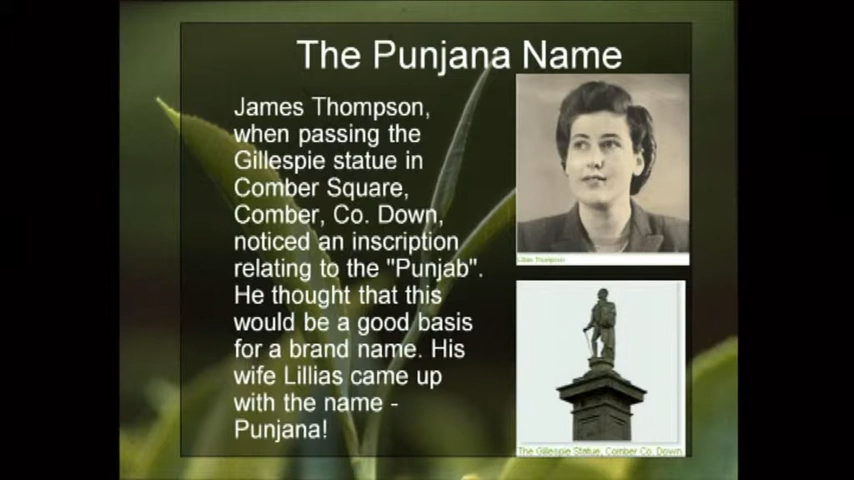 The Punjana Name
James Thompson,
when passing the
Gillespie statue in
Comber Square,
Comber, Co. Down,
noticed an inscription
relating to the "Punjab".
He thought that this
would be a good basis
for a brand name. His
wife Lillias came up
with the name -
Punjana!
Lillias Thompson
The Gillespie Statue, Comber Co. Down